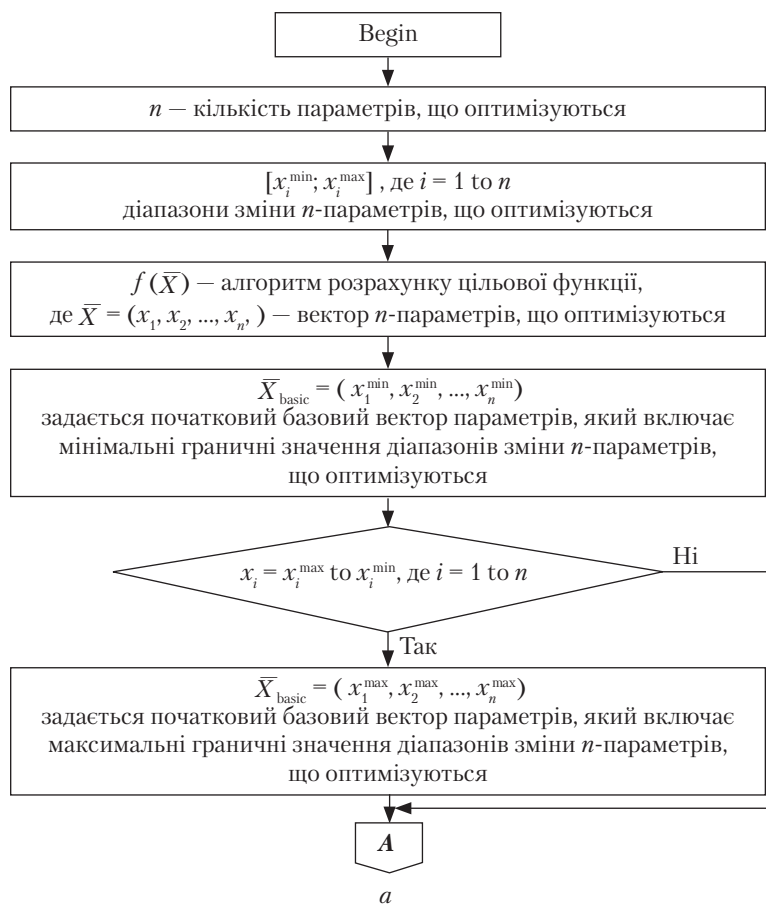 Begin
n — кількість параметрів, що оптимізуються
[x_i^min; x_i^max] , де i = 1 to n
діапазони зміни n-параметрів, що оптимізуються
f (X̅) — алгоритм розрахунку цільової функції,
де X̅ = (x_1, x_2, ..., x_n, ) — вектор n-параметрів, що оптимізуються
X̅_basic = ( x_1^min, x_2^min, ..., x_n^min)
задається початковий базовий вектор параметрів, який включає
мінімальні граничні значення діапазонів зміни n-параметрів,
що оптимізуються
x_i = x_i^max to x_i^min, де i = 1 to n
Ні
Так
X̅_basic = ( x_1^max, x_2^max, ..., x_n^max)
задається початковий базовий вектор параметрів, який включає
максимальні граничні значення діапазонів зміни n-параметрів,
що оптимізуються
A
a